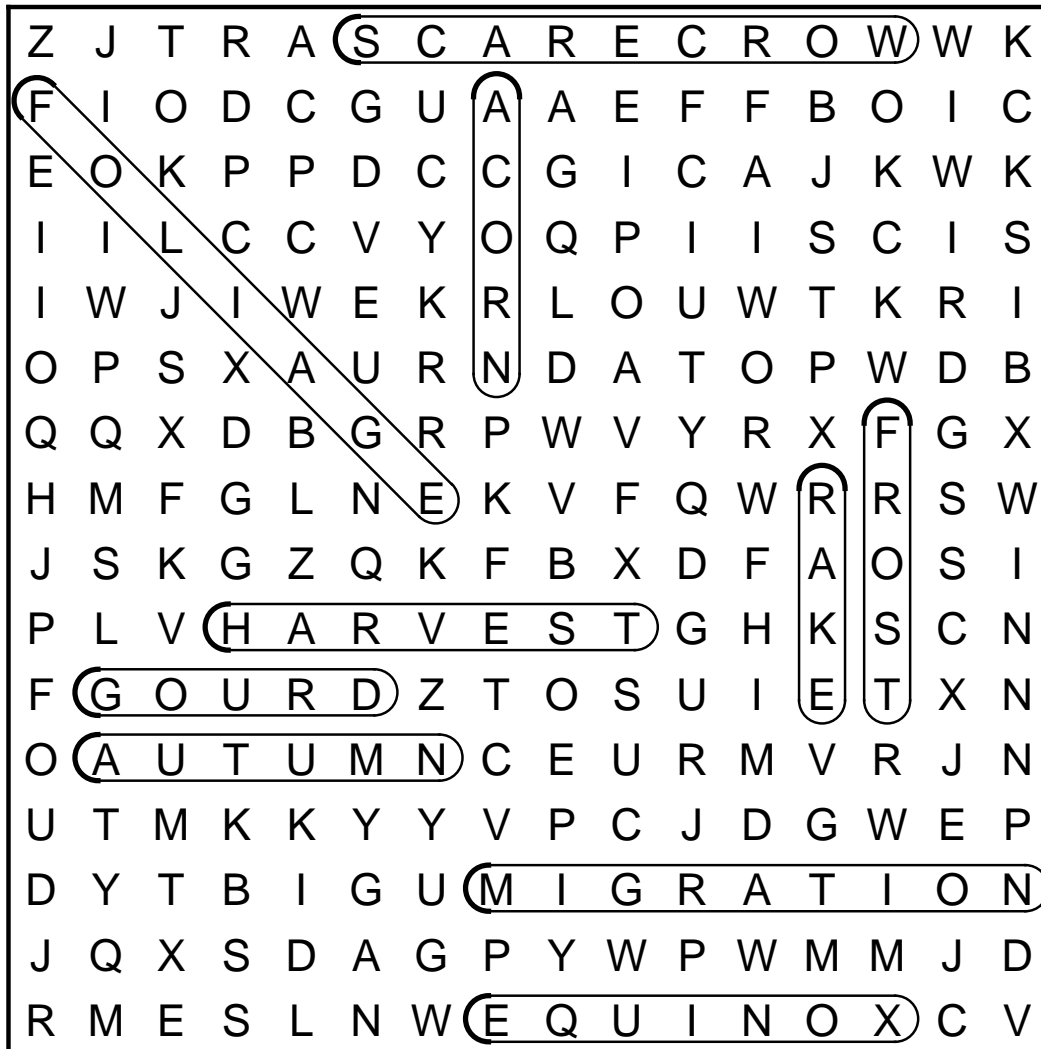 Z J T R A S C A R E C R O W W K
F I O D C G U A A E F F B O I C
E O K P P D C C G I C A J K W K
I I L C C V Y O Q P I I S C I S
I W J I W E K R L O U W T K R I
O P S X A U R N D A T O P W D B
Q Q X D B G R P W V Y R X F G X
H M F G L N E K V F Q W R R S W
J S K G Z Q K F B X D F A O S I
P L V H A R V E S T G H K S C N
F G O U R D Z T O S U I E T X N
O A U T U M N C E U R M V R J N
U T M K K Y Y V P C J D G W E P
D Y T B I G U M I G R A T I O N
J Q X S D A G P Y W P W M M J D
R M E S L N W E Q U I N O X C V